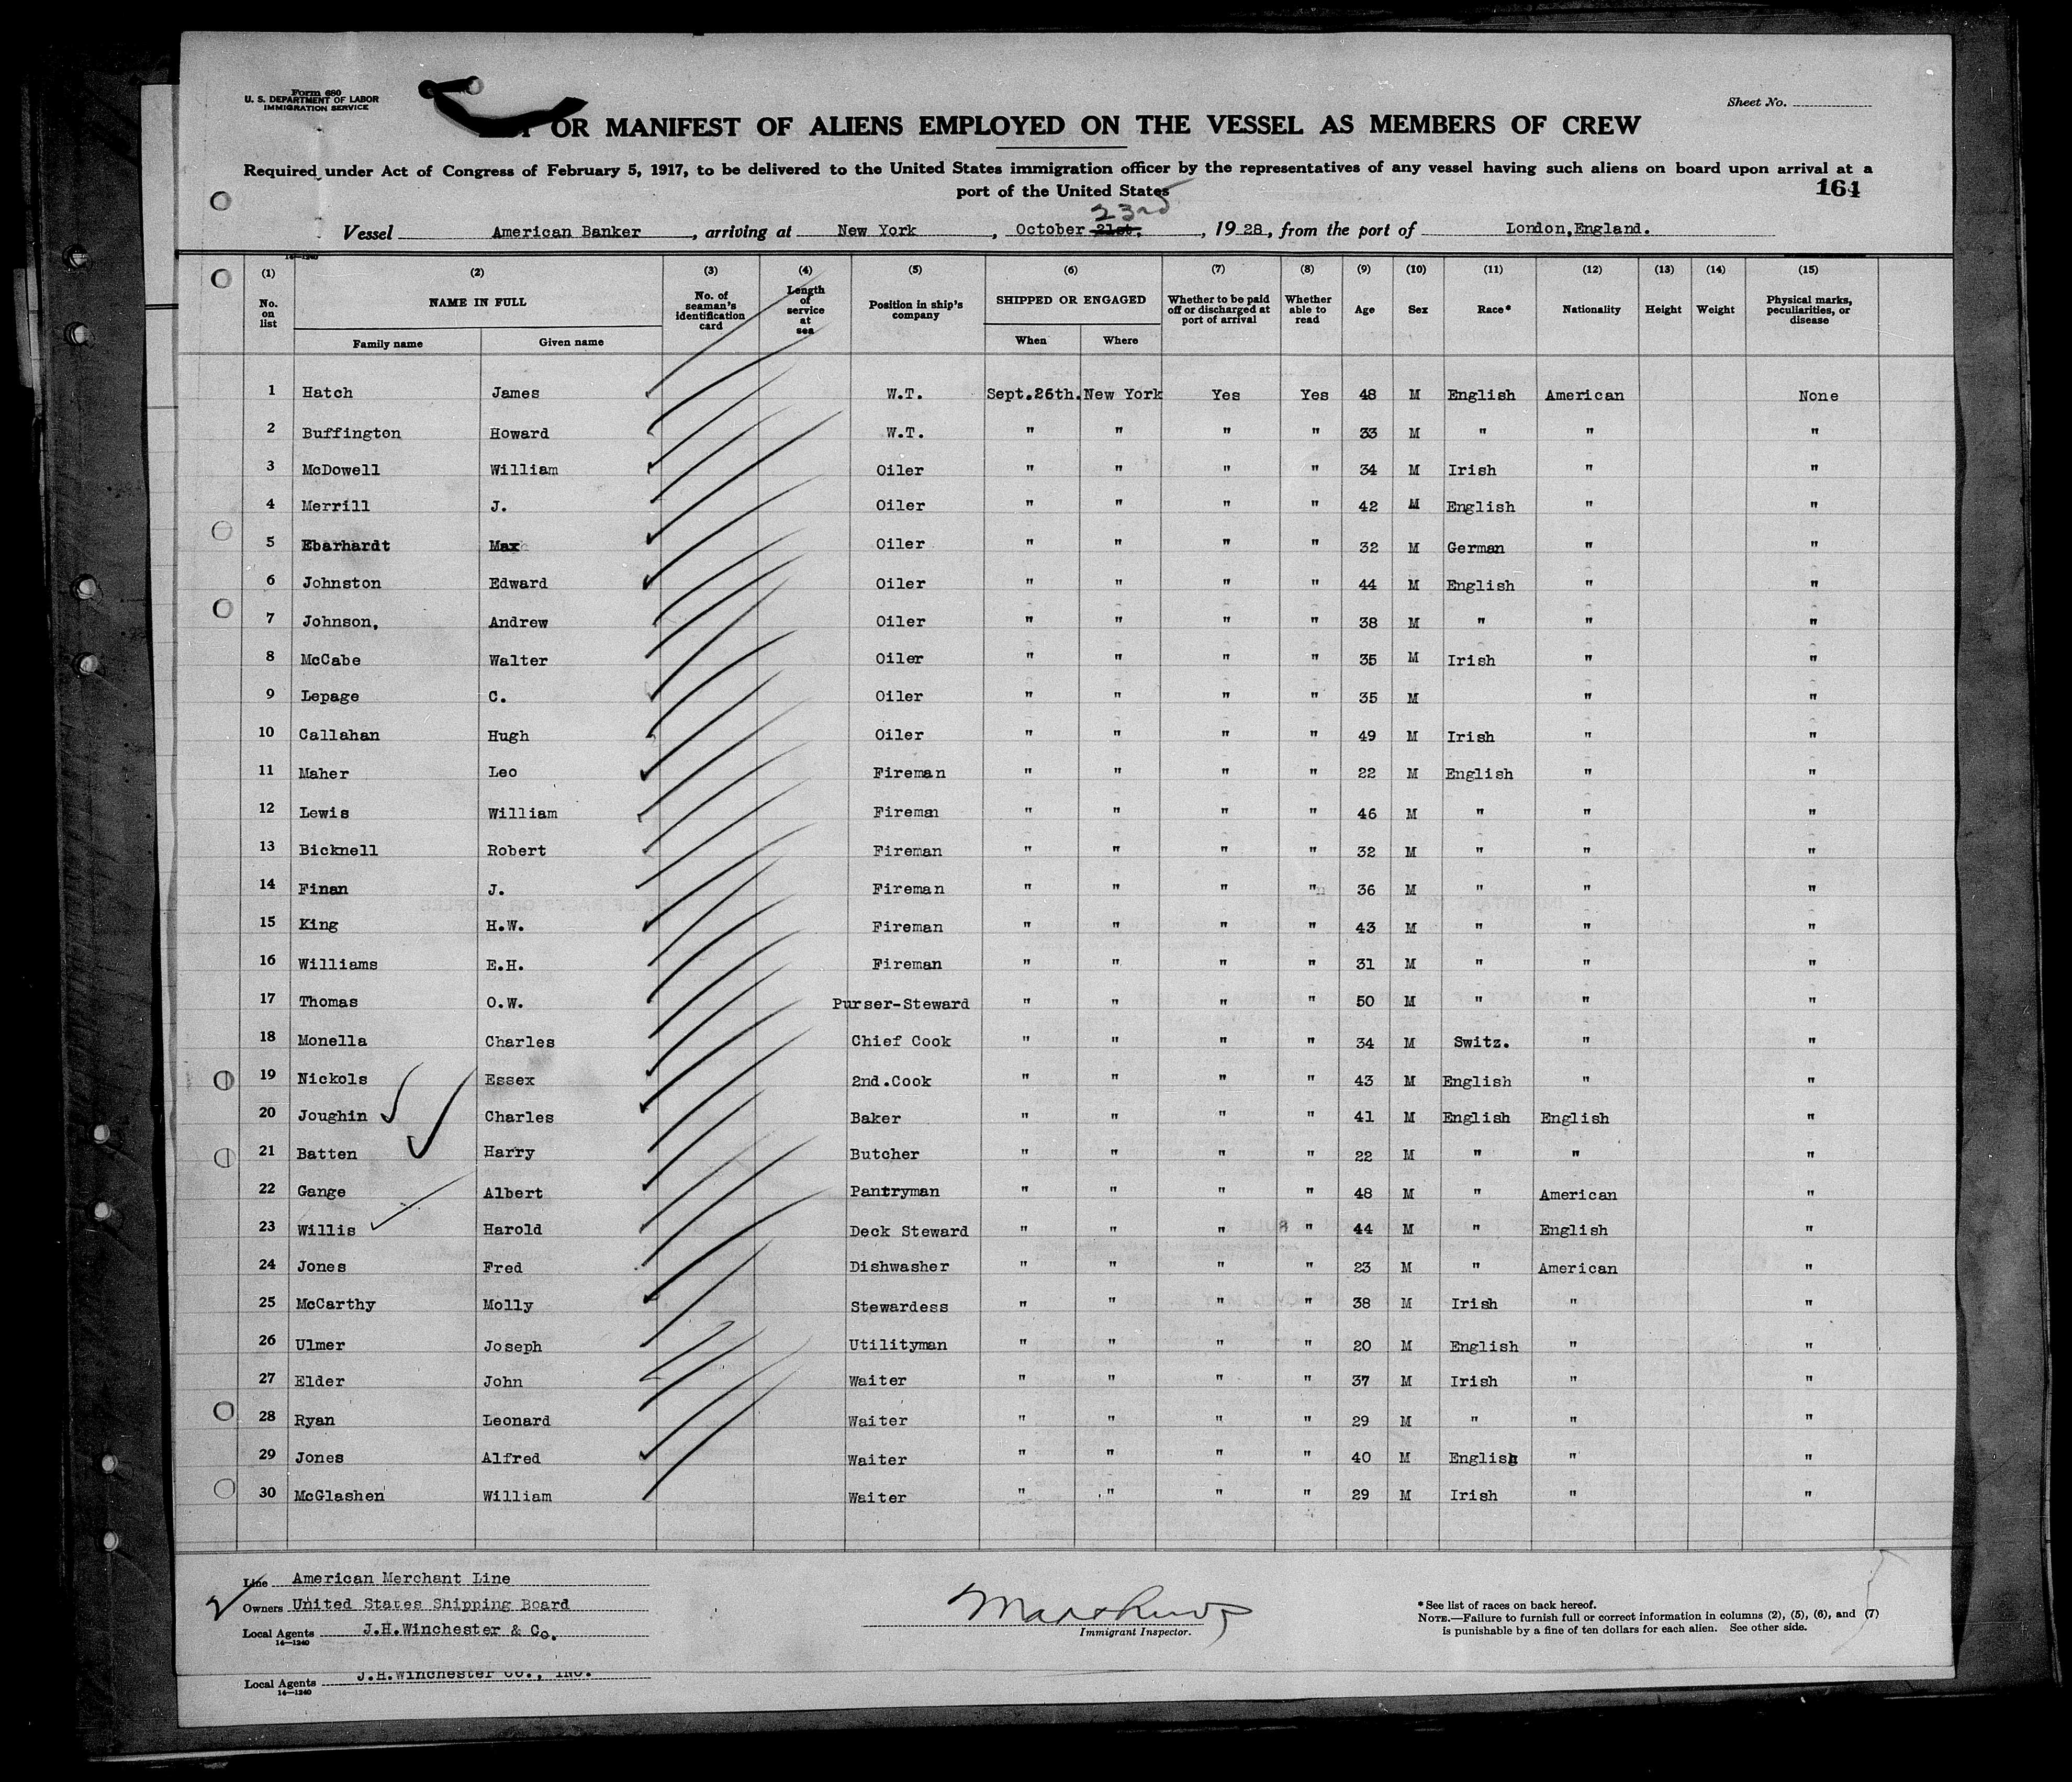 Form 680
U. S. DEPARTMENT OF LABOR
IMMIGRATION SERVICE
Sheet No.
OR MANIFEST OF ALIENS EMPLOYED ON THE VESSEL AS MEMBERS OF CREW
Required under Act of Congress of February 5, 1917, to be delivered to the United States immigration officer by the representatives of any vessel having such aliens on board upon arrival at a
port of the United States
164
23rd
Vessel American Banker, arriving at New York, October 21st, 1928, from the port of London, England.
14—1240
(1) (2) (3) (4) (5) (6) (7) (8) (9) (10) (11) (12) (13) (14) (15)
No. on list NAME IN FULL Family name Given name No. of seaman's identification card Length of service at sea Position in ship's company SHIPPED OR ENGAGED When Where Whether to be paid off or discharged at port of arrival Whether able to read Age Sex Race* Nationality Height Weight Physical marks, peculiarities, or disease
1 Hatch James W.T. Sept.26th. New York Yes Yes 48 M English American None
2 Buffington Howard W.T. " " " " 33 M " " "
3 McDowell William Oiler " " " " 34 M Irish " "
4 Merrill J. Oiler " " " " 42 M English " "
5 Eberhardt Max Oiler " " " " 32 M German " "
6 Johnston Edward Oiler " " " " 44 M English " "
7 Johnson, Andrew Oiler " " " " 38 M " " "
8 McCabe Walter Oiler " " " " 35 M Irish " "
9 Lepage C. Oiler " " " " 35 M " "
10 Callahan Hugh Oiler " " " " 49 M Irish " "
11 Maher Leo Fireman " " " " 22 M English " "
12 Lewis William Fireman " " " " 46 M " " "
13 Bicknell Robert Fireman " " " " 32 M " " "
14 Finan J. Fireman " " " " 36 M " " "
15 King H.W. Fireman " " " " 43 M " " "
16 Williams E.H. Fireman " " " " 31 M " " "
17 Thomas O.W. Purser-Steward " " " " 50 M " " "
18 Monella Charles Chief Cook " " " " 34 M Switz. " "
19 Nickols Essex 2nd.Cook " " " " 43 M English " "
20 Joughin Charles Baker " " " " 41 M English English "
21 Batten Harry Butcher " " " " 22 M " " "
22 Gange Albert Pantryman " " " " 48 M " American "
23 Willis Harold Deck Steward " " " " 44 M " English "
24 Jones Fred Dishwasher " " " " 23 M " American "
25 McCarthy Molly Stewardess " " " " 38 M Irish " "
26 Ulmer Joseph Utilityman " " " " 20 M English " "
27 Elder John Waiter " " " " 37 M Irish " "
28 Ryan Leonard Waiter " " " " 29 M " " "
29 Jones Alfred Waiter " " " " 40 M English " "
30 McGlashen William Waiter " " " " 29 M Irish " "
Line American Merchant Line
Owners United States Shipping Board
Local Agents J.H.Winchester & Co.
14—1240
Immigrant Inspector.
* See list of races on back hereof.
NOTE.—Failure to furnish full or correct information in columns (2), (5), (6), and (7)
is punishable by a fine of ten dollars for each alien. See other side.
Local Agents J.H.Winchester Co., INC.
14—1240